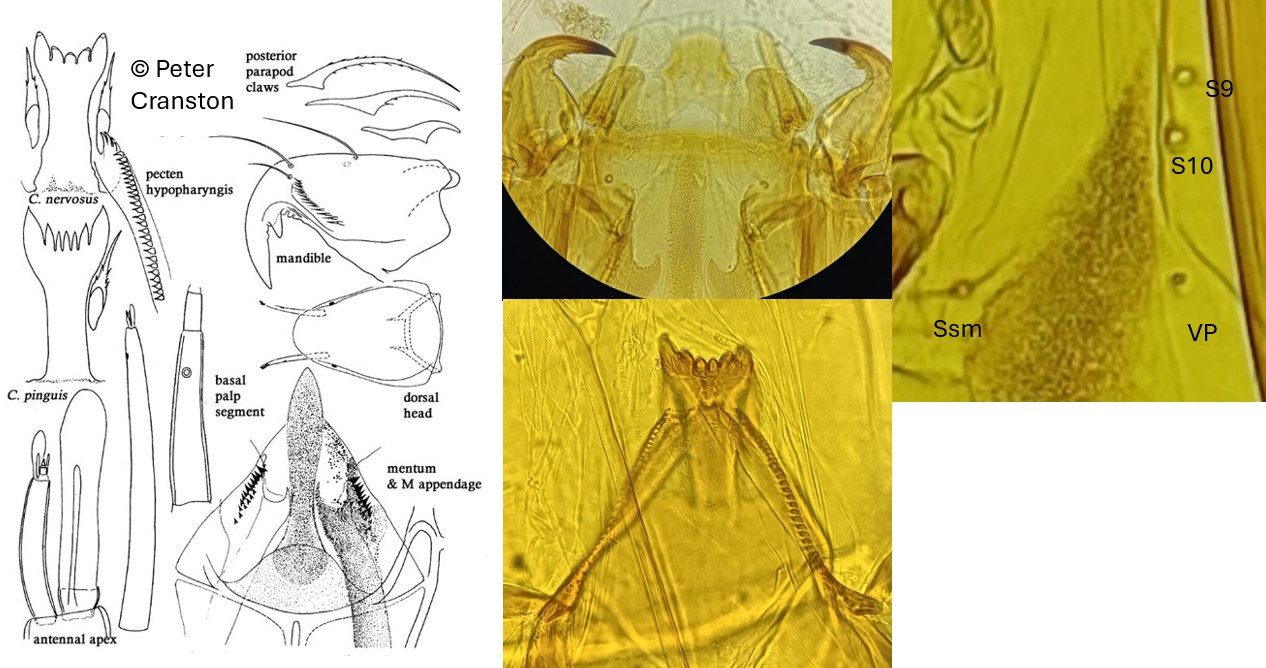 © Peter
Cranston
posterior
parapod
claws
pecten
hypopharyngis
C. nervosus
mandible
C. pinguis
basal
palp
segment
dorsal
head
mentum
& M appendage
antennal apex
S9
S10
Ssm
VP